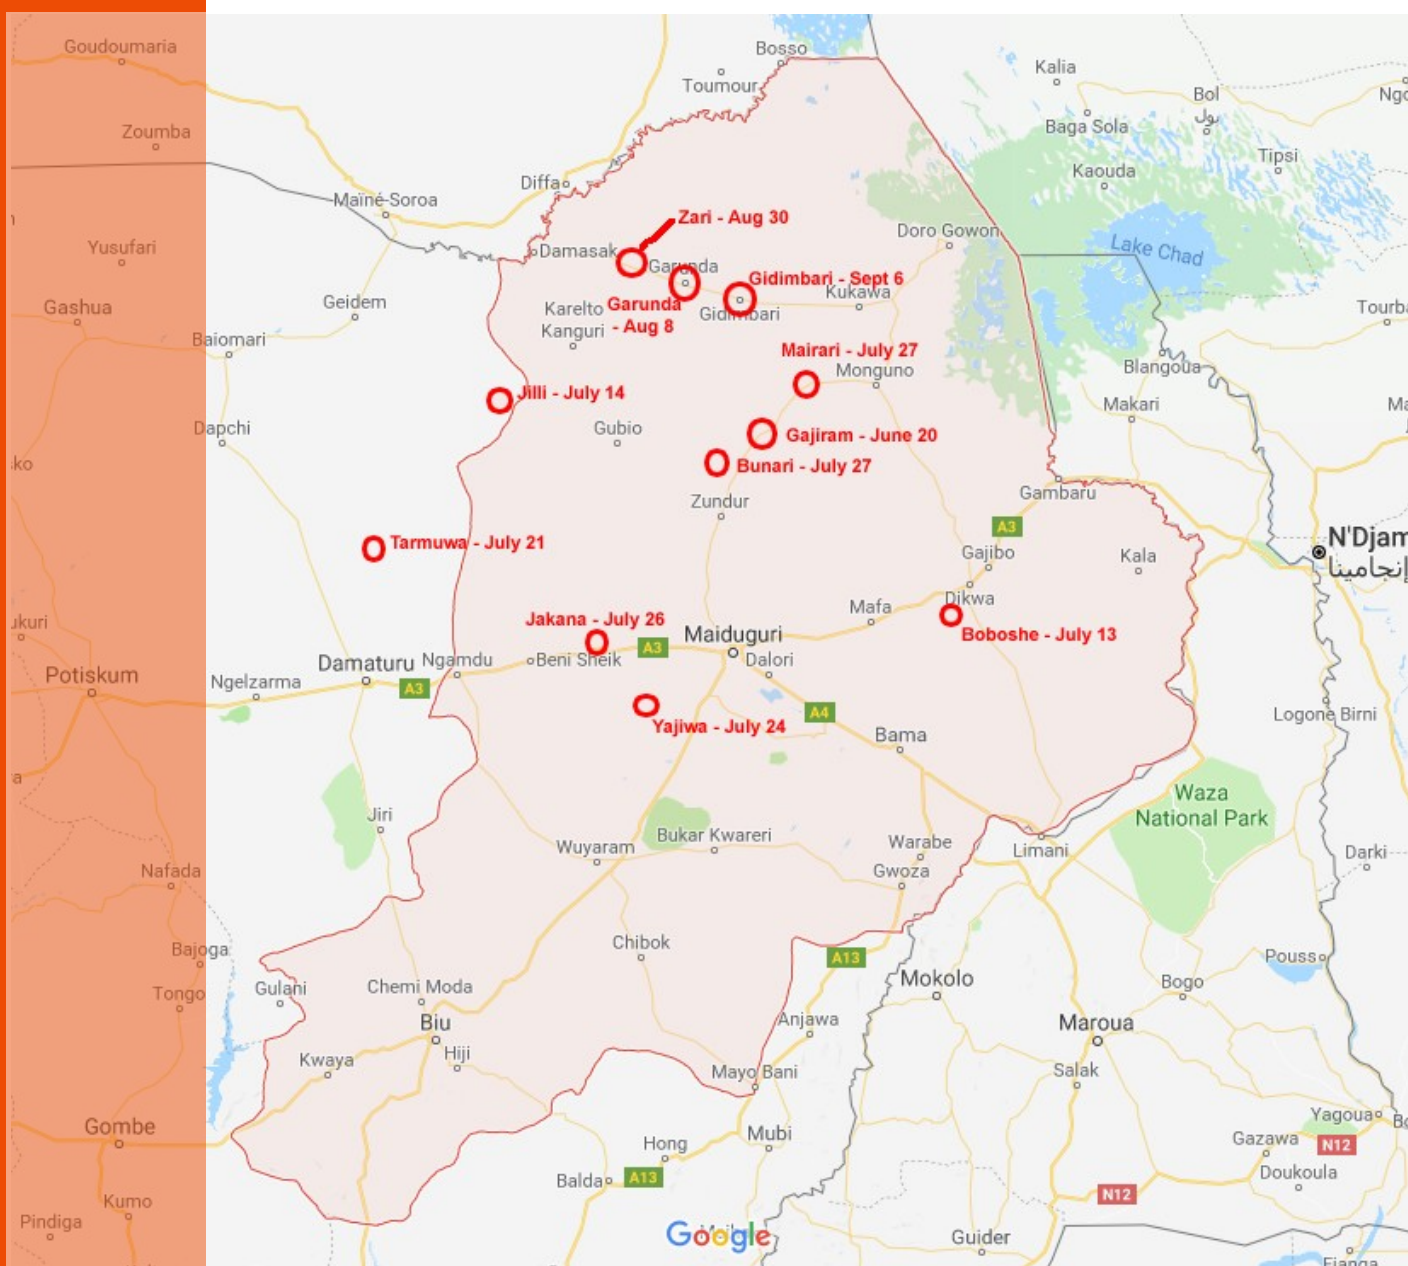 Goudoumaria
Bosso
Toumour
Kalia
Bol
بول
Zoumba
Baga Sola
Tipsi
Kaouda
Diffa
Maïné-Soroa
Zari - Aug 30
Doro Gowon
Yusufari
Damasak
Garunda
Lake Chad
Gidimbari - Sept 6
Geidem
Karelto
Garunda
- Aug 8
Gidimbari
Kukawa
Gashua
Kanguri
Baiomari
Mairari - July 27
Monguno
Blangoua
Jilli - July 14
Makari
Dapchi
Gubio
Gajiram - June 20
Bunari - July 27
Zundur
Gambaru
A3
N'Djam
إنجامينا
Tarmuwa - July 21
Gajibo
Kala
Dikwa
Jakana - July 26
Mafa
Boboshe - July 13
Maiduguri
A3
Damaturu
Ngamdu
Beni Sheik
Dalori
Potiskum
Ngelzarma
A3
A4
Yajiwa - July 24
Logone Birni
Bama
Waza
National Park
Jiri
Wuyaram
Bukar Kwareri
Warabe
Limani
Darki
Nafada
Gwoza
Chibok
Bajoga
A13
Pouss
Mokolo
Bogo
Gulani
Chemi Moda
Tongo
Biu
Anjawa
Maroua
Kwaya
Hiji
Mayo Bani
Salak
Yagoua
Gombe
Hong
Mubi
Gazawa
N12
Balda
A13
Doukoula
N12
Kumo
Pindiga
Google
Guider